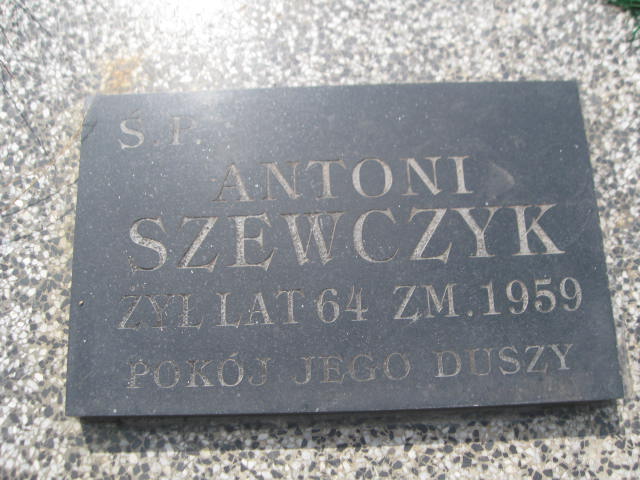 Ś.P.
ANTONI
SZEWCZYK
ŻYŁ LAT 64 ZM. 1959
POKÓJ JEGO DUSZY